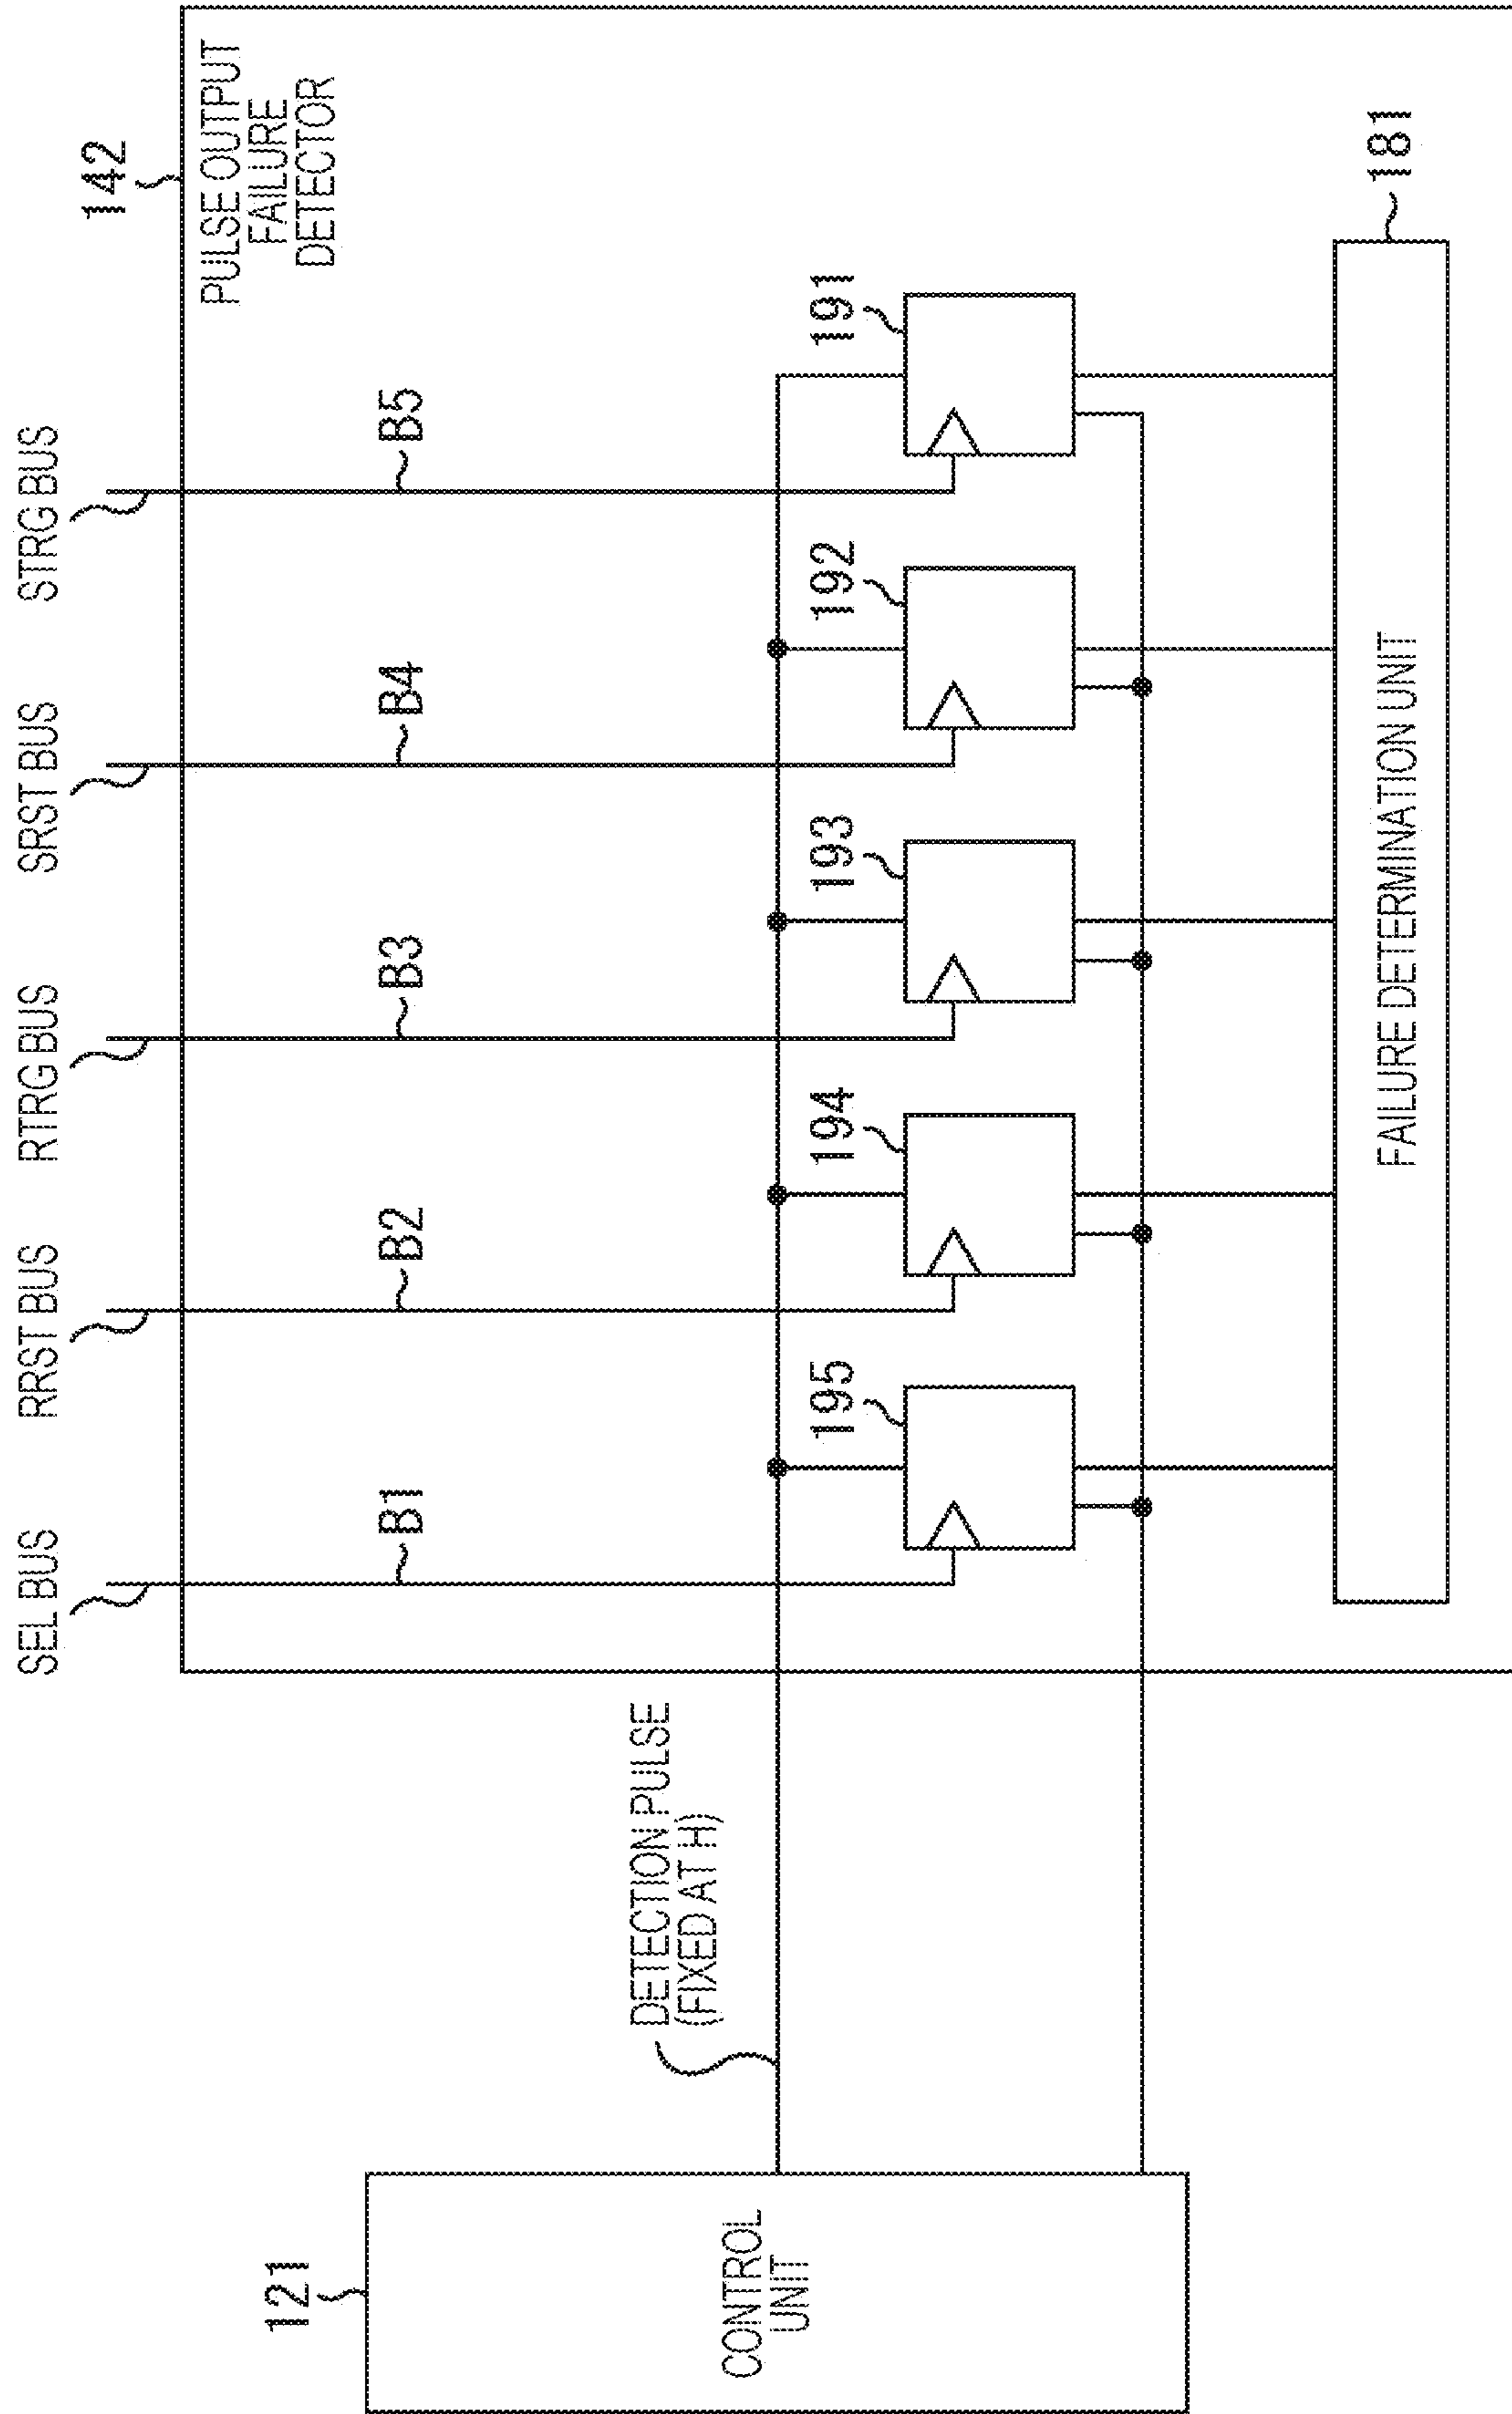 SEL BUS
RRST BUS
RTRG BUS
SRST BUS
STRG BUS
142
PULSE OUTPUT
FAILURE
DETECTOR
B1
B2
B3
B4
B5
121
CONTROL
UNIT
DETECTION PULSE
(FIXED AT H)
195
194
193
192
191
FAILURE DETERMINATION UNIT
181